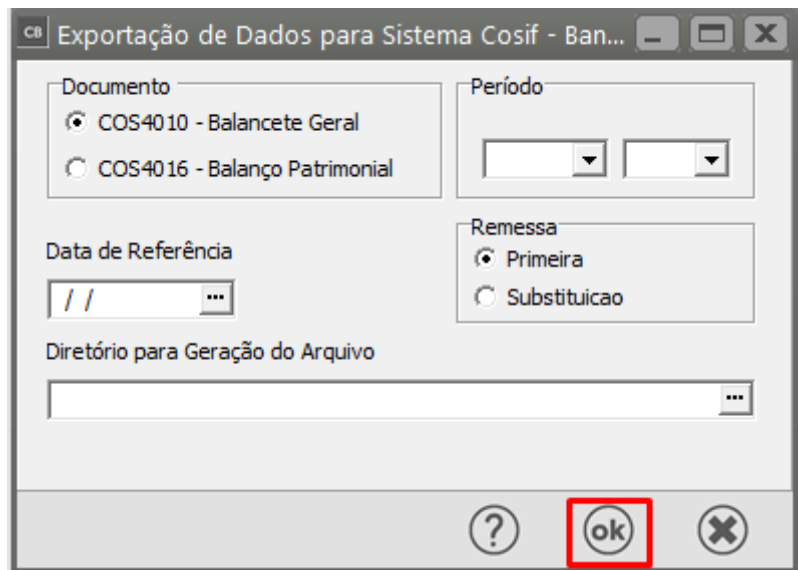 CB Exportação de Dados para Sistema Cosif - Ban...
Documento
COS4010 - Balancete Geral
COS4016 - Balanço Patrimonial
Período
Data de Referência
/ /
...
Remessa
Primeira
Substituicao
Diretório para Geração do Arquivo
...
? ok